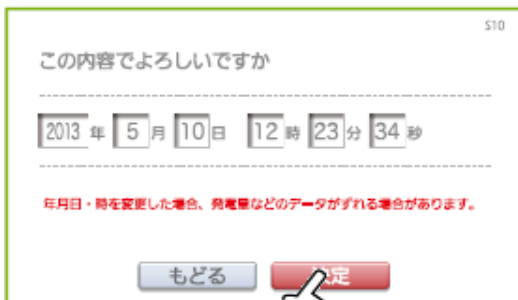 S10
この内容でよろしいですか
2013 年 5 月 10 日 12 時 23 分 34 秒
年月日・時を変更した場合、発電量などのデータがずれる場合があります。
もどる 決定